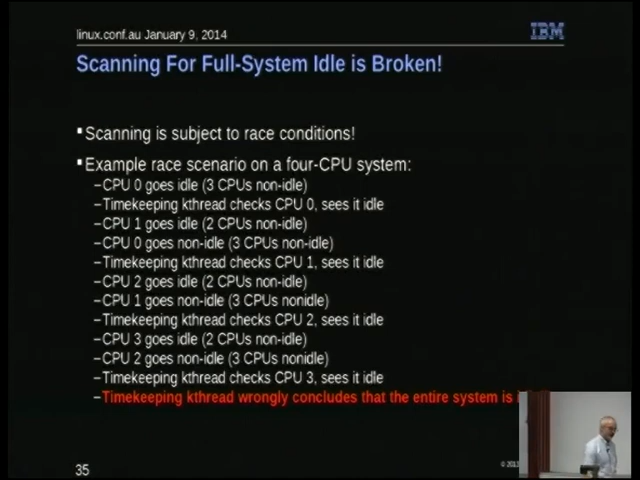 linux.conf.au January 9, 2014
IBM
Scanning For Full-System Idle is Broken!
Scanning is subject to race conditions!
Example race scenario on a four-CPU system:
–CPU 0 goes idle (3 CPUs non-idle)
–Timekeeping kthread checks CPU 0, sees it idle
–CPU 1 goes idle (2 CPUs non-idle)
–CPU 0 goes non-idle (3 CPUs non-idle)
–Timekeeping kthread checks CPU 1, sees it idle
–CPU 2 goes idle (2 CPUs non-idle)
–CPU 1 goes non-idle (3 CPUs nonidle)
–Timekeeping kthread checks CPU 2, sees it idle
–CPU 3 goes idle (2 CPUs non-idle)
–CPU 2 goes non-idle (3 CPUs nonidle)
–Timekeeping kthread checks CPU 3, sees it idle
–Timekeeping kthread wrongly concludes that the entire system is
35